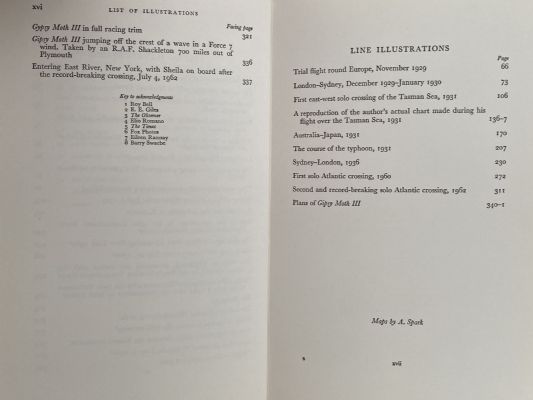 xvi
LIST OF ILLUSTRATIONS
Facing page
Gypsy Moth III in full racing trim 321
Gipsy Moth III jumping off the crest of a wave in a Force 7
wind. Taken by an R.A.F. Shackleton 700 miles out of
Plymouth 336
Entering East River, New York, with Sheila on board after
the record-breaking crossing, July 4, 1962 337
Key to acknowledgments
1 Roy Bell
2 R. E. Giles
3 The Observer
4 Elio Romano
5 The Times
6 Fox Photos
7 Eileen Ramsay
8 Barry Swaebe
LINE ILLUSTRATIONS
Page
Trial flight round Europe, November 1929 66
London–Sydney, December 1929–January 1930 73
First east-west solo crossing of the Tasman Sea, 1931 106
A reproduction of the author's actual chart made during his
flight over the Tasman Sea, 1931 136–7
Australia–Japan, 1931 170
The course of the typhoon, 1931 207
Sydney–London, 1936 230
First solo Atlantic crossing, 1960 272
Second and record-breaking solo Atlantic crossing, 1962 311
Plans of Gipsy Moth III 340–1
Maps by A. Spark
xvii